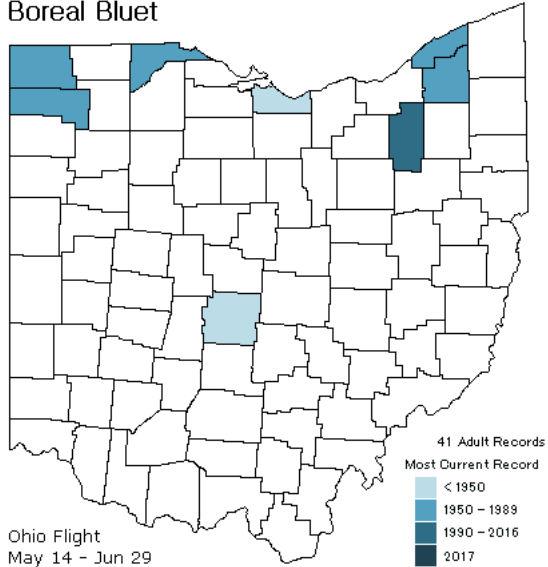 Boreal Bluet
41 Adult Records
Most Current Record
< 1950
1950 - 1989
1990 - 2016
2017
Ohio Flight
May 14 - Jun 29